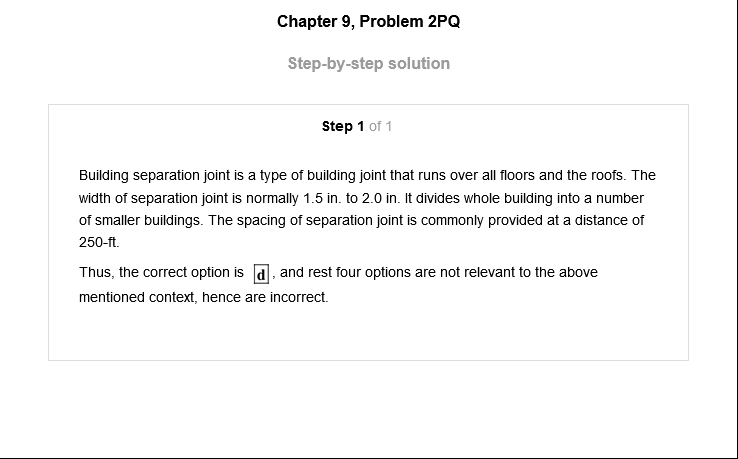 Chapter 9, Problem 2PQ
Step-by-step solution
Step 1 of 1
Building separation joint is a type of building joint that runs over all floors and the roofs. The
width of separation joint is normally 1.5 in. to 2.0 in. It divides whole building into a number
of smaller buildings. The spacing of separation joint is commonly provided at a distance of
250-ft.
Thus, the correct option is d, and rest four options are not relevant to the above
mentioned context, hence are incorrect.